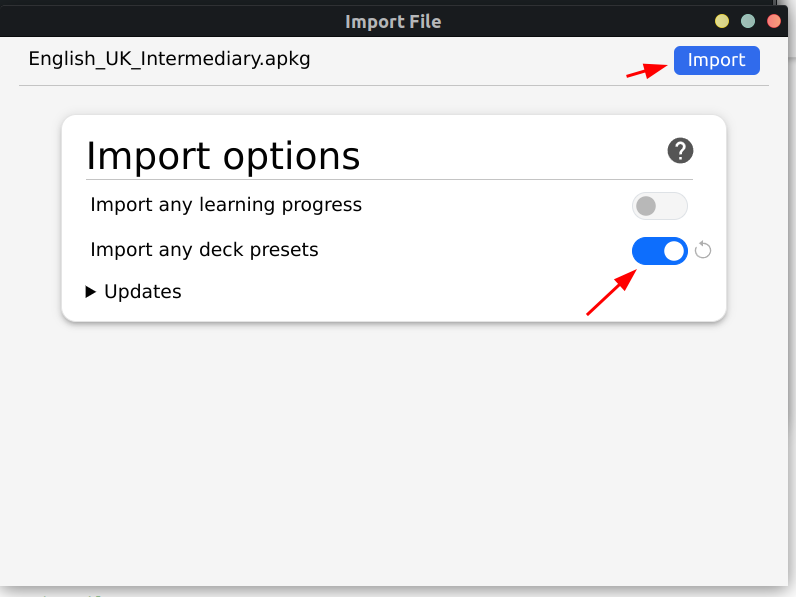 Import File
English_UK_Intermediary.apkg
Import
Import options
?
Import any learning progress
Import any deck presets
Updates